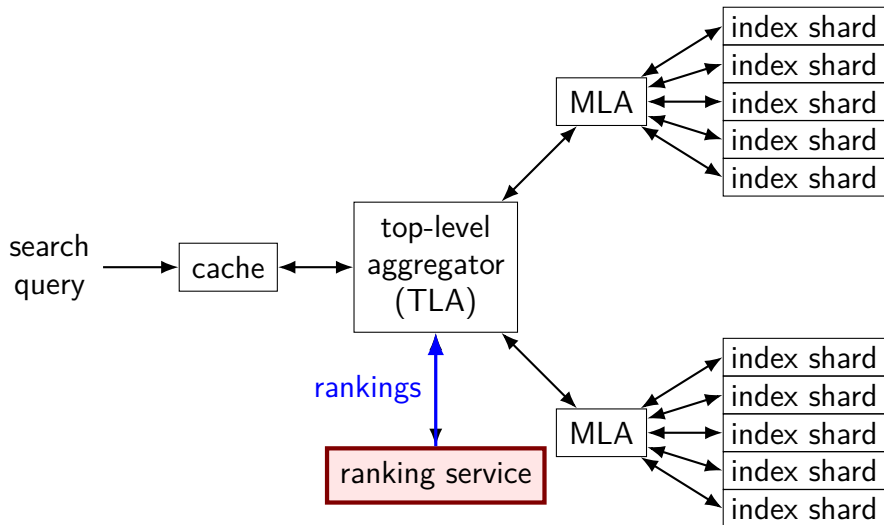 search
query
cache
top-level
aggregator
(TLA)
rankings
ranking service
MLA
index shard
index shard
index shard
index shard
index shard
MLA
index shard
index shard
index shard
index shard
index shard